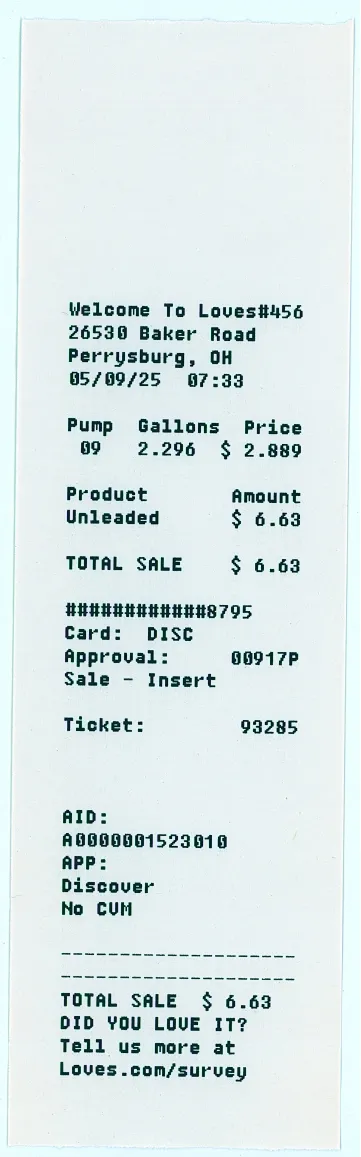 Welcome To Loves#456
26530 Baker Road
Perrysburg, OH
05/09/25 07:33
Pump Gallons Price
09 2.296 $ 2.889
Product Amount
Unleaded $ 6.63
TOTAL SALE $ 6.63
############8795
Card: DISC
Approval: 00917P
Sale - Insert
Ticket: 93285
AID:
A0000001523010
APP:
Discover
No CVM
--------------------
--------------------
TOTAL SALE $ 6.63
DID YOU LOVE IT?
Tell us more at
Loves.com/survey